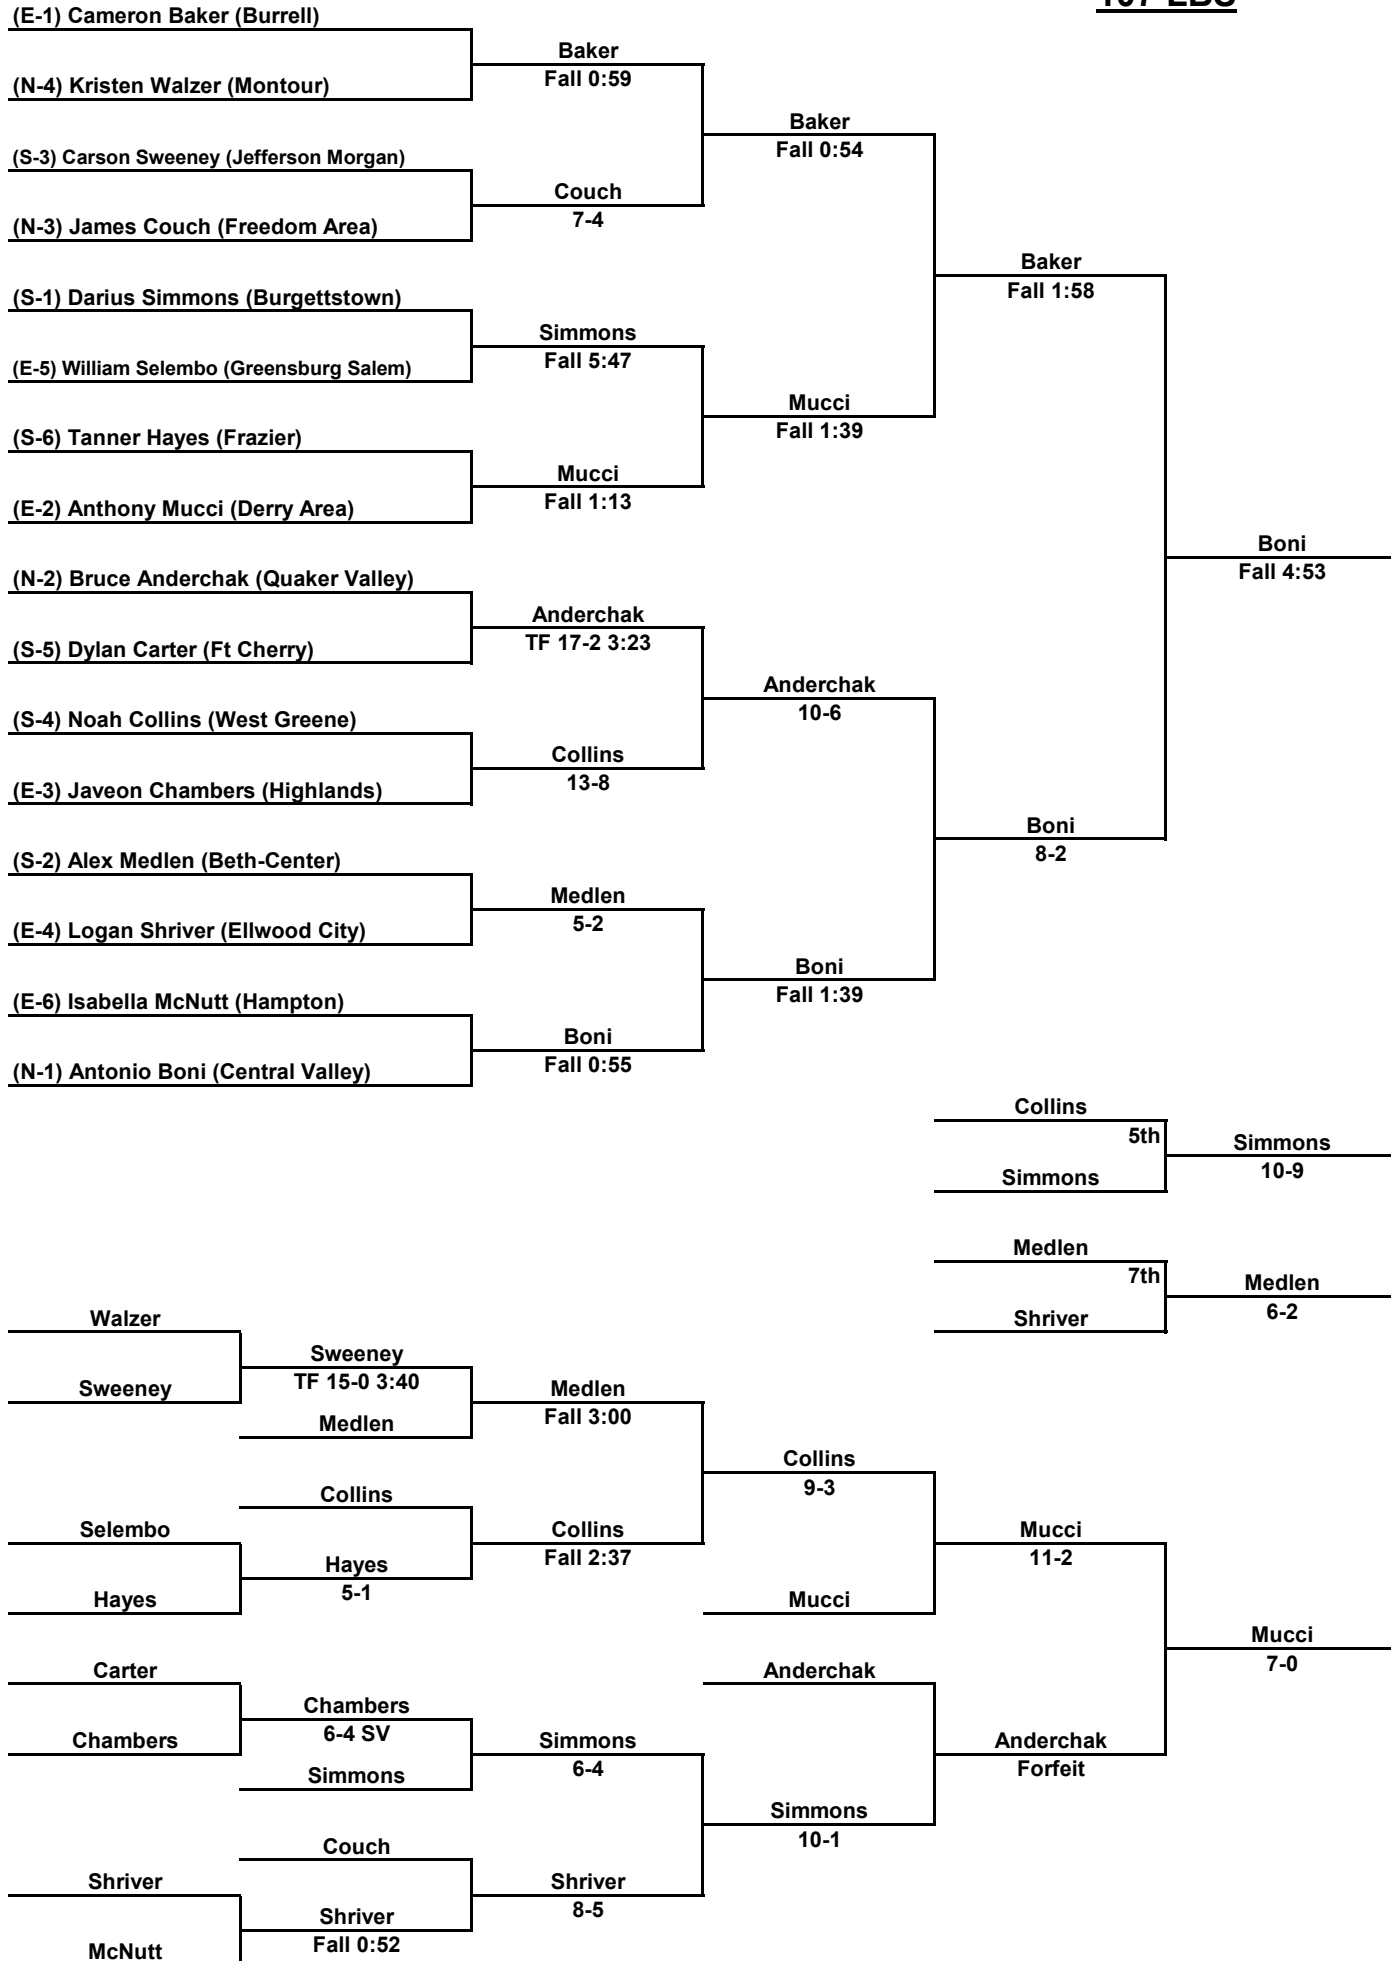 107 LBS
(E-1) Cameron Baker (Burrell)
Baker
Fall 0:59
(N-4) Kristen Walzer (Montour)
Baker
Fall 0:54
(S-3) Carson Sweeney (Jefferson Morgan)
Couch
7-4
(N-3) James Couch (Freedom Area)
Baker
Fall 1:58
(S-1) Darius Simmons (Burgettstown)
Simmons
Fall 5:47
(E-5) William Selembo (Greensburg Salem)
Mucci
Fall 1:39
(S-6) Tanner Hayes (Frazier)
Mucci
Fall 1:13
(E-2) Anthony Mucci (Derry Area)
Boni
Fall 4:53
(N-2) Bruce Anderchak (Quaker Valley)
Anderchak
TF 17-2 3:23
(S-5) Dylan Carter (Ft Cherry)
Anderchak
10-6
(S-4) Noah Collins (West Greene)
Collins
13-8
(E-3) Javeon Chambers (Highlands)
Boni
8-2
(S-2) Alex Medlen (Beth-Center)
Medlen
5-2
(E-4) Logan Shriver (Ellwood City)
Boni
Fall 1:39
(E-6) Isabella McNutt (Hampton)
Boni
Fall 0:55
(N-1) Antonio Boni (Central Valley)
Collins
5th
Simmons
10-9
Simmons
Medlen
7th
Medlen
6-2
Shriver
Walzer
Sweeney
TF 15-0 3:40
Sweeney
Medlen
Fall 3:00
Medlen
Collins
9-3
Collins
Selembo
Collins
Fall 2:37
Mucci
11-2
Hayes
5-1
Hayes
Mucci
Mucci
7-0
Carter
Anderchak
Chambers
6-4 SV
Chambers
Simmons
6-4
Anderchak
Forfeit
Simmons
Simmons
10-1
Couch
Shriver
Shriver
8-5
Shriver
Fall 0:52
McNutt